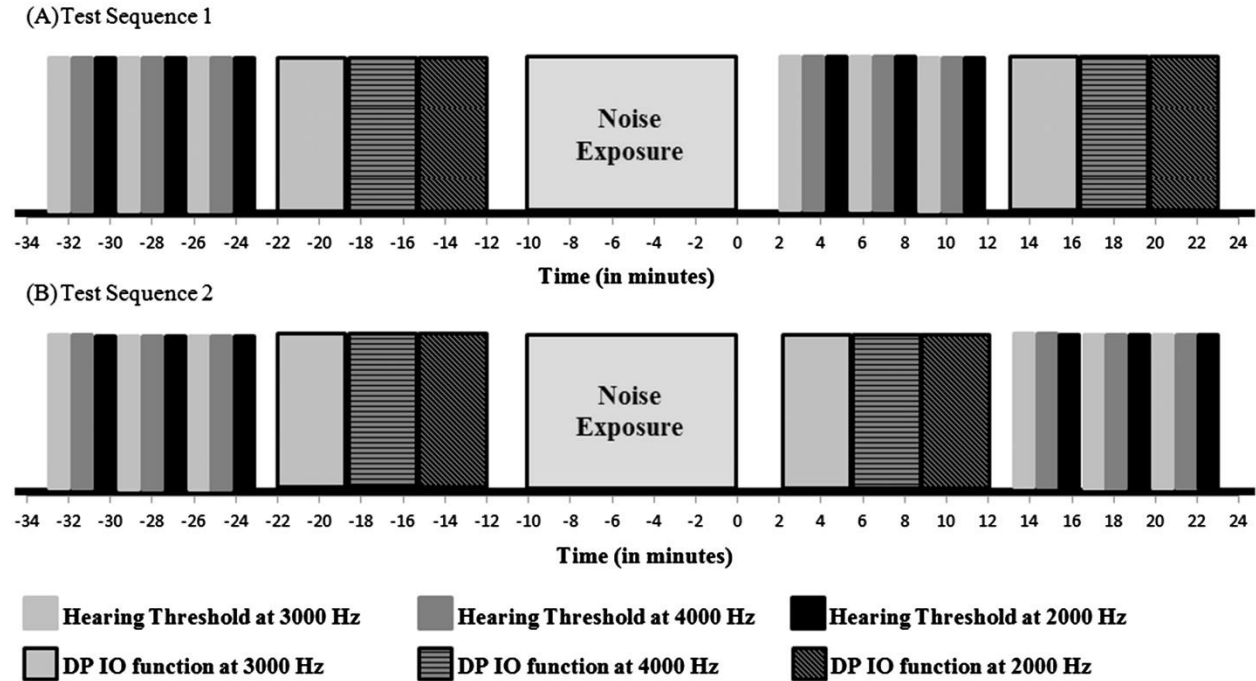 (A) Test Sequence 1
Noise
Exposure
-34 -32 -30 -28 -26 -24 -22 -20 -18 -16 -14 -12 -10 -8 -6 -4 -2 0 2 4 6 8 10 12 14 16 18 20 22 24
Time (in minutes)
(B) Test Sequence 2
Noise
Exposure
-34 -32 -30 -28 -26 -24 -22 -20 -18 -16 -14 -12 -10 -8 -6 -4 -2 0 2 4 6 8 10 12 14 16 18 20 22 24
Time (in minutes)
Hearing Threshold at 3000 Hz Hearing Threshold at 4000 Hz Hearing Threshold at 2000 Hz
DP IO function at 3000 Hz DP IO function at 4000 Hz DP IO function at 2000 Hz